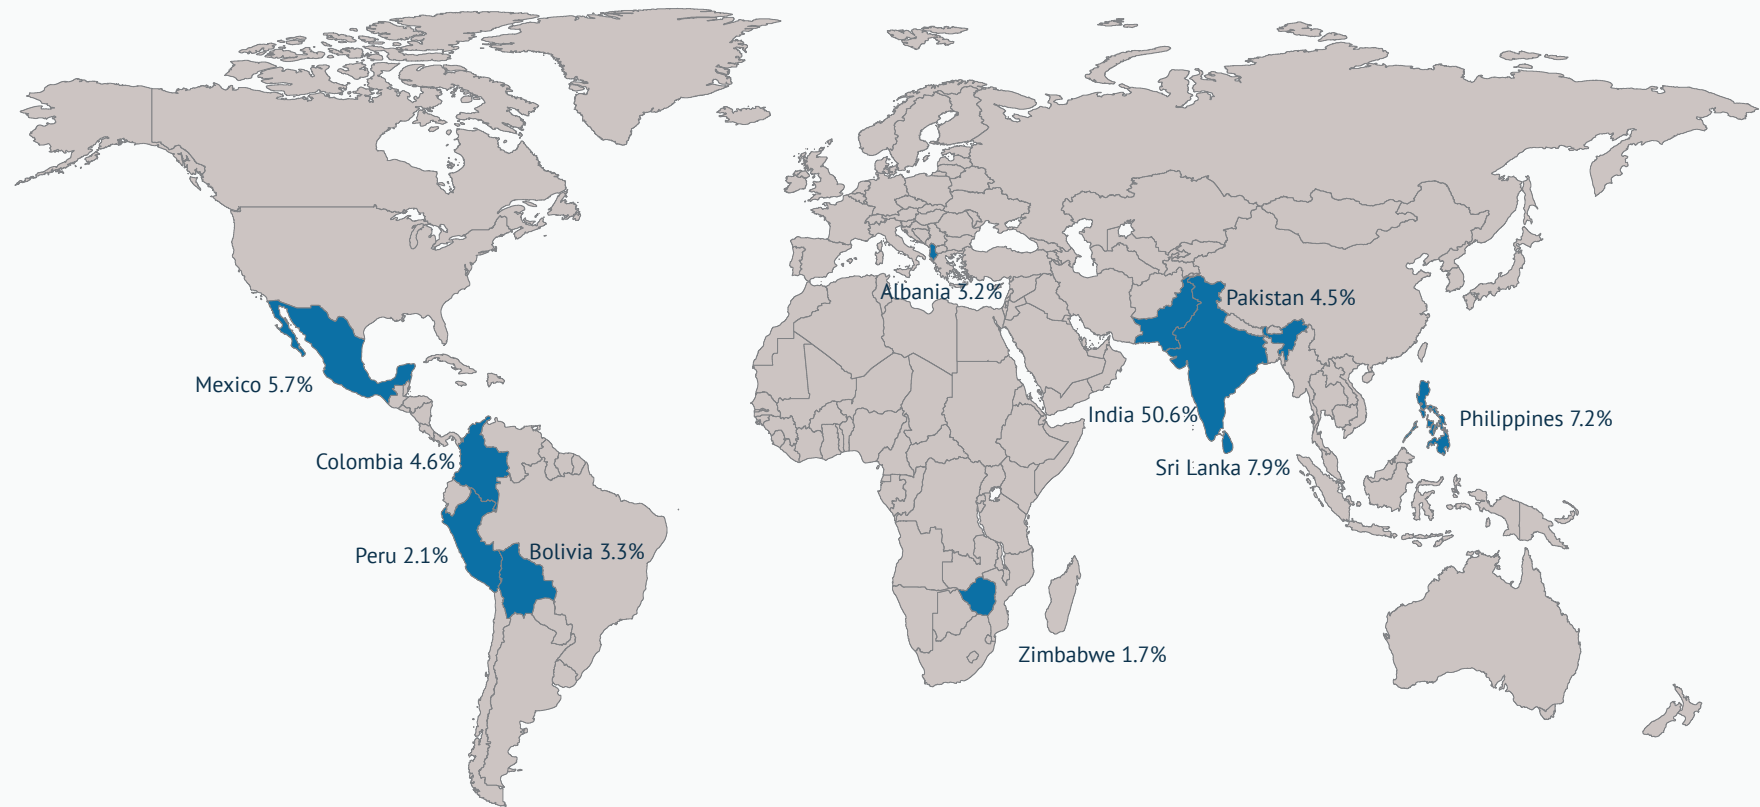 Albania 3.2%
Pakistan 4.5%
Mexico 5.7%
India 50.6%
Philippines 7.2%
Colombia 4.6%
Sri Lanka 7.9%
Peru 2.1%
Bolivia 3.3%
Zimbabwe 1.7%